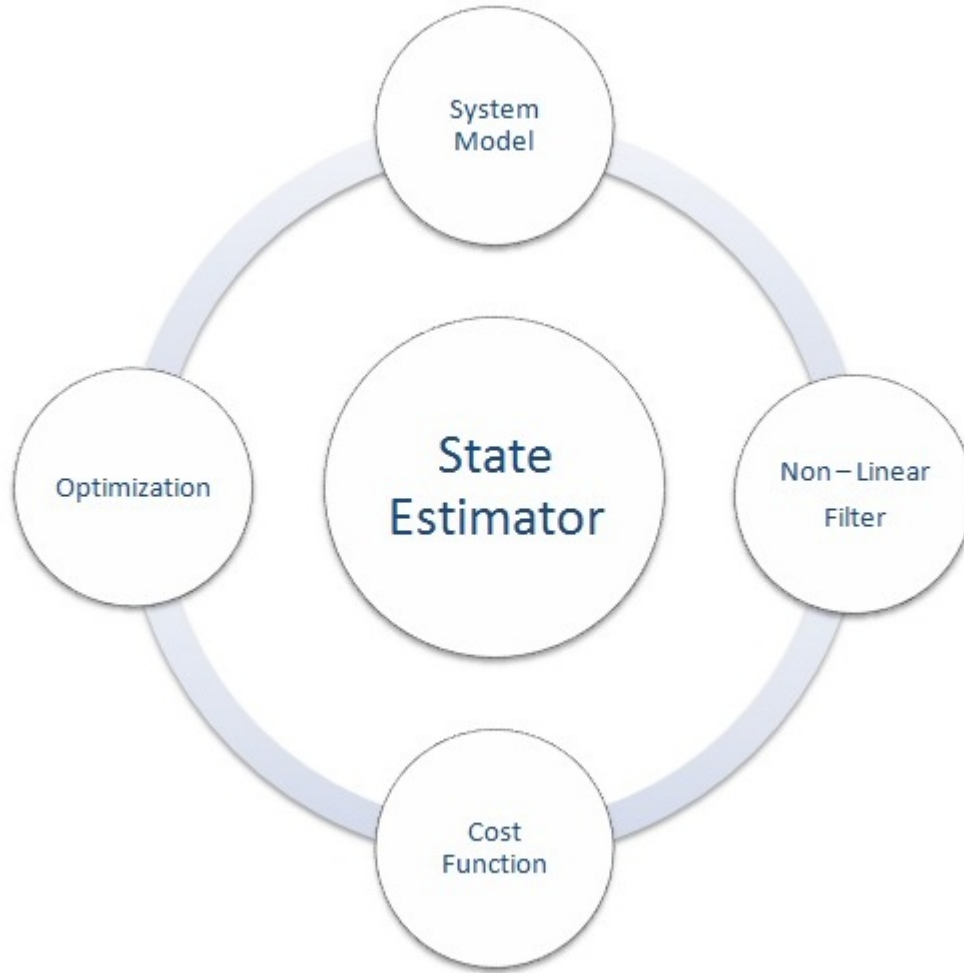 System
Model
State
Estimator
Optimization
Non – Linear
Filter
Cost
Function